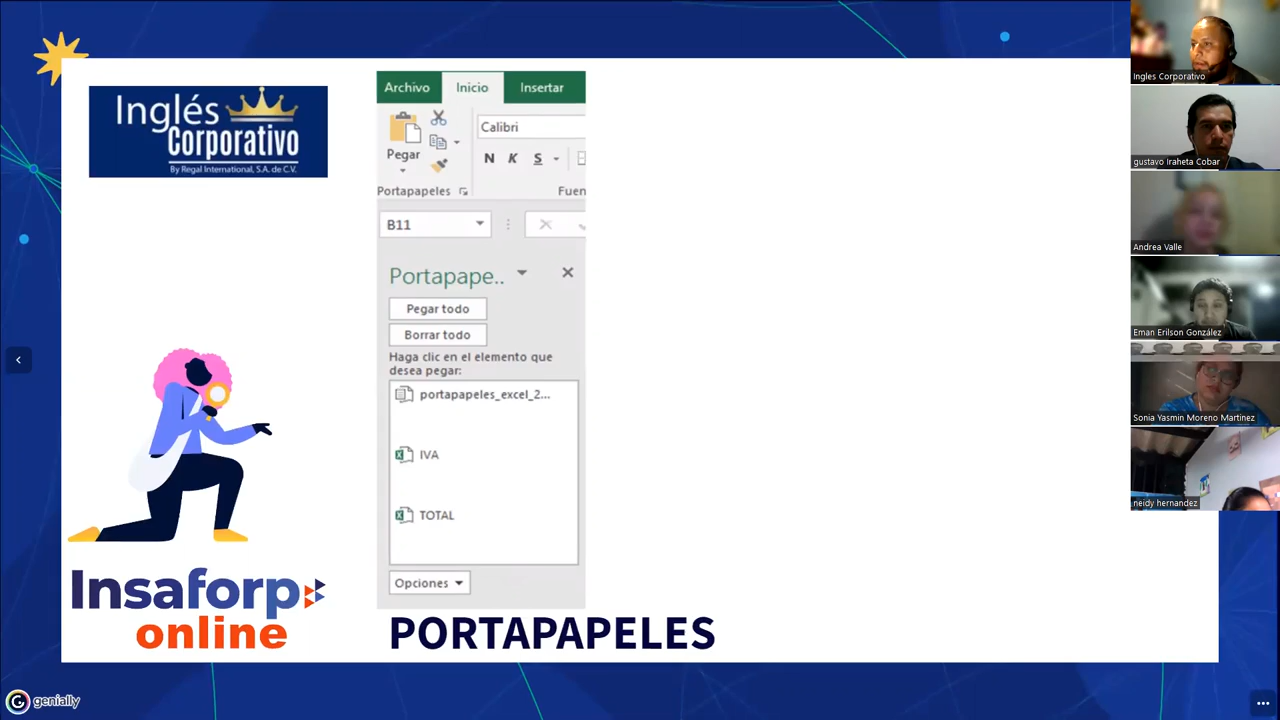 Inglés
Corporativo
By Regal International, S.A. de C.V.
Archivo Inicio Insertar
Pegar
Calibri
N K S
Portapapeles
Fuen
B11
Portapape..
Pegar todo
Borrar todo
Haga clic en el elemento que
desea pegar:
portapapeles_excel_2...
IVA
TOTAL
Opciones
PORTAPAPELES
Insaforp
online
genially
Ingles Corporativo
gustavo Iraheta Cobar
Andrea Valle
Eman Erilson González
Sonia Yasmin Moreno Martinez
neidy hernandez